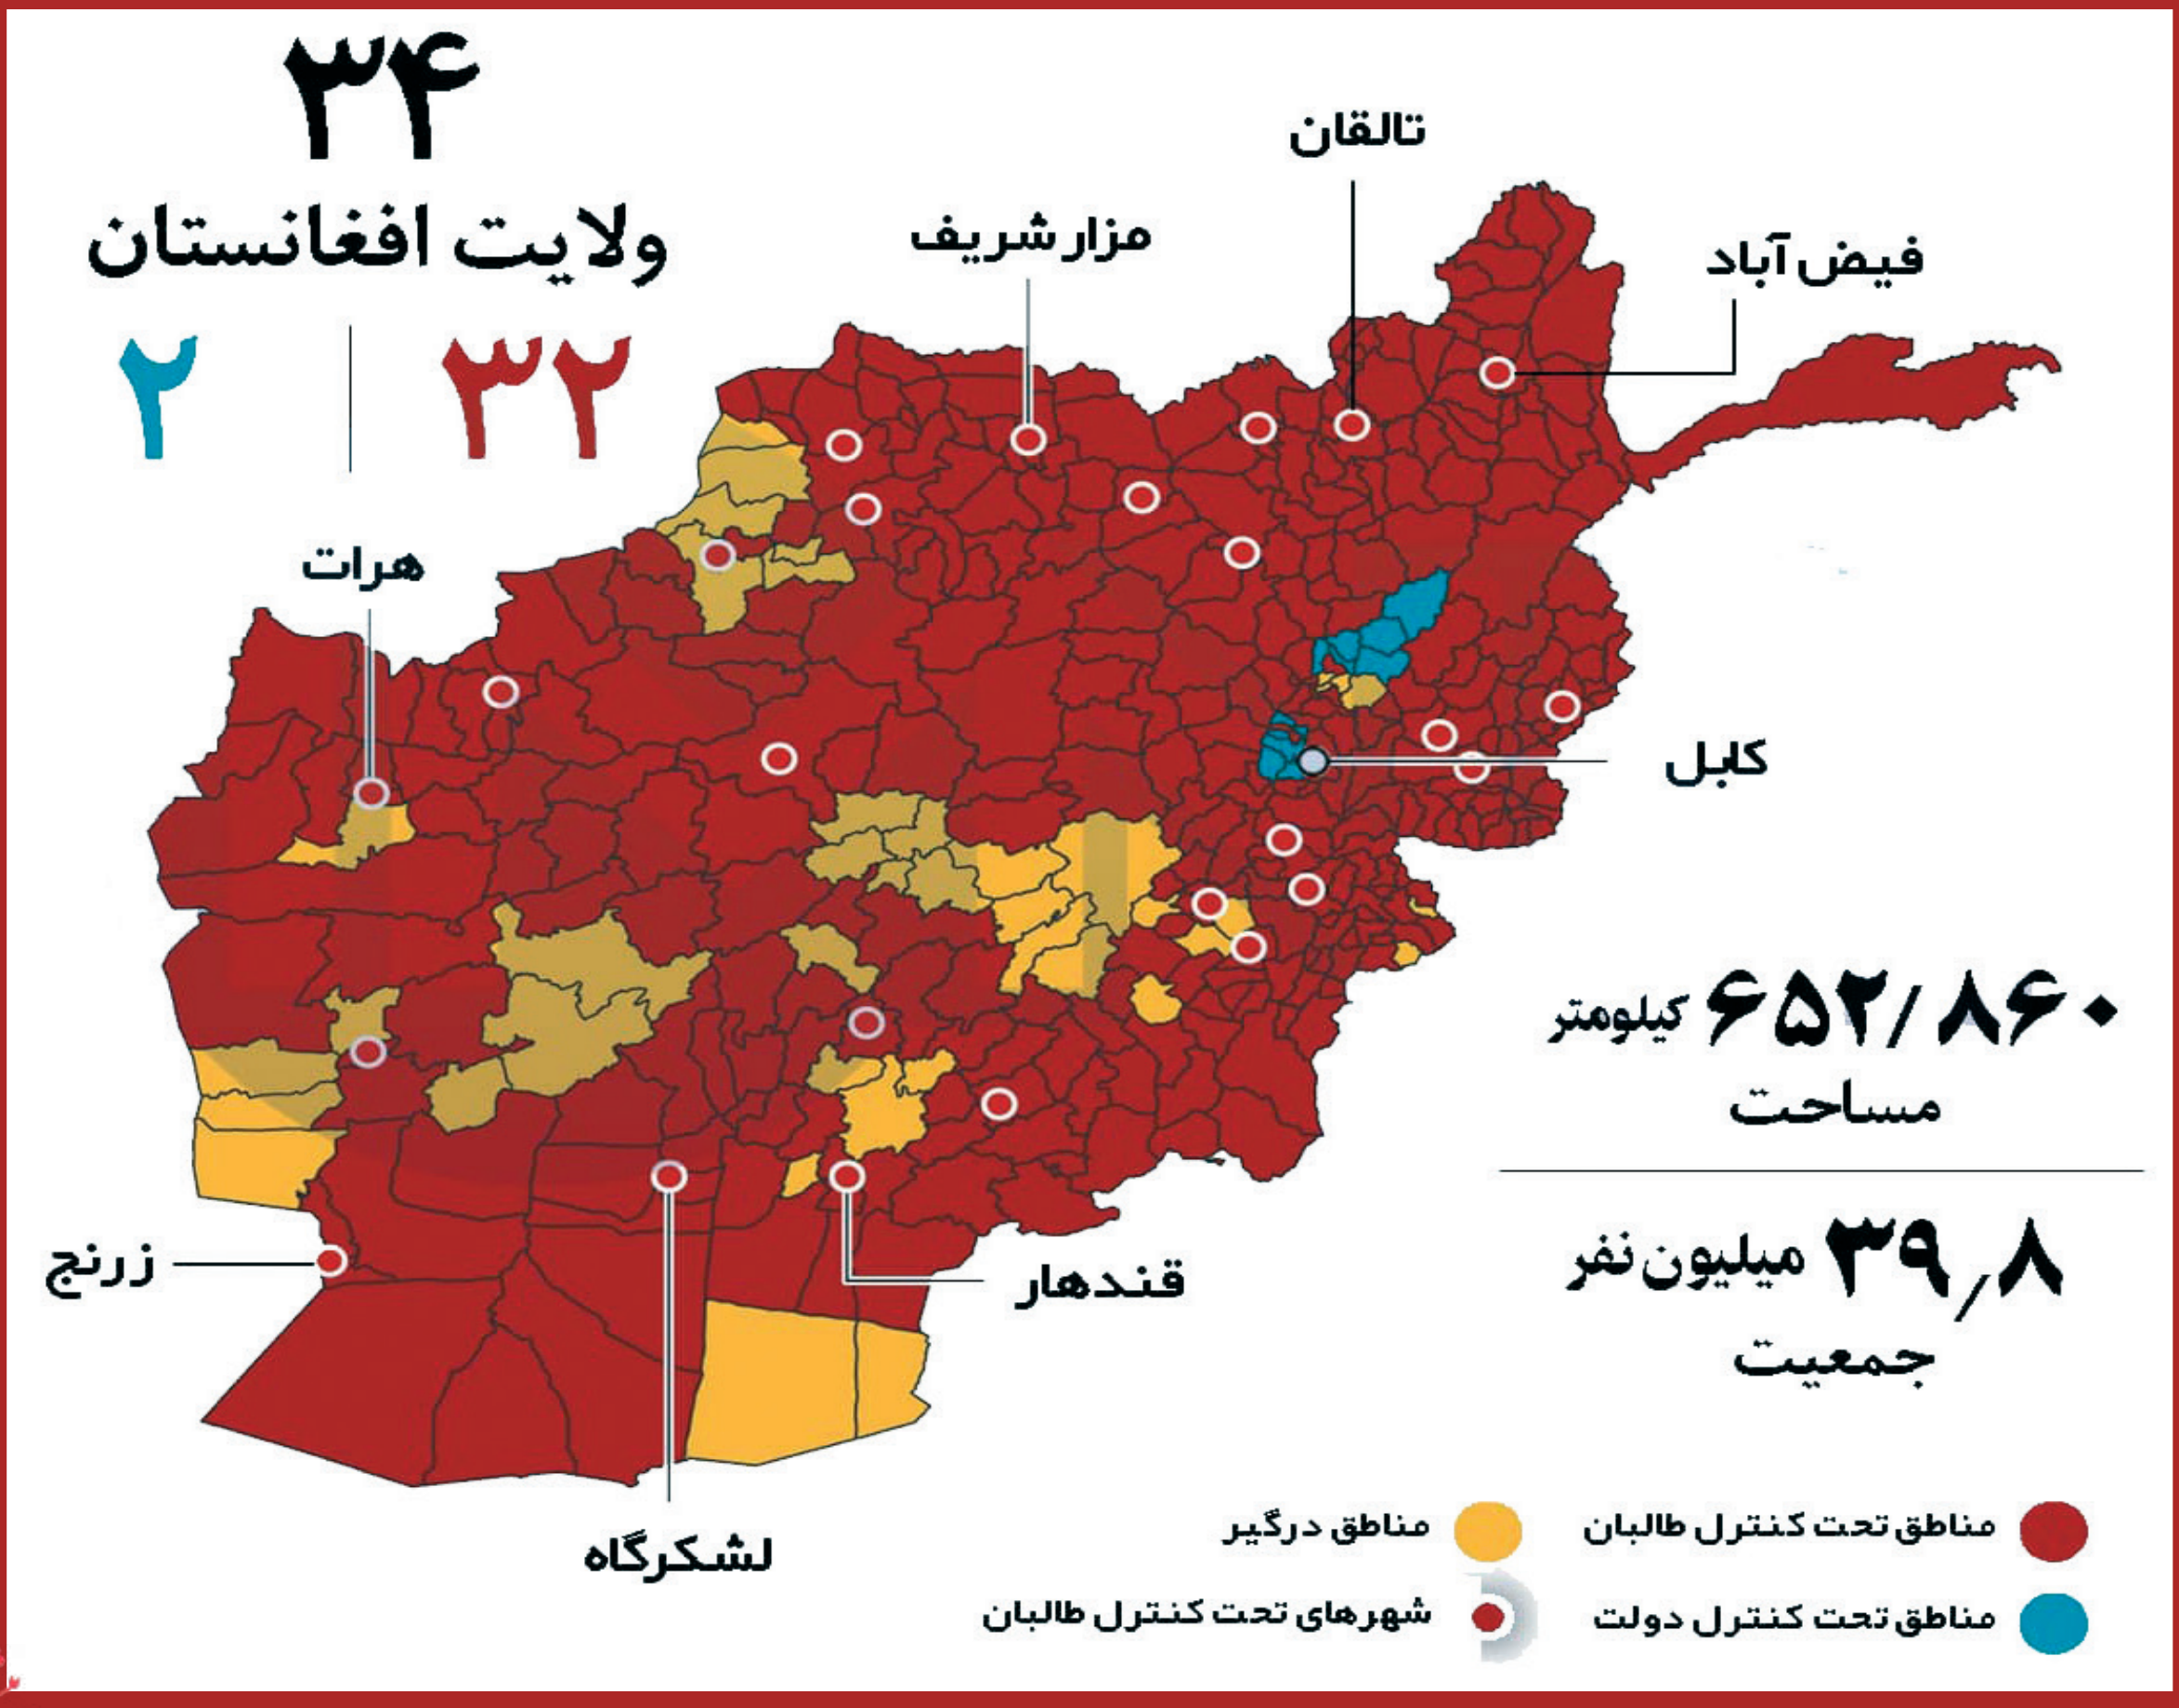 ۳۴
ولایت افغانستان
۳۲
۲
تالقان
مزار شریف
فیض آباد
هرات
کابل
۶۵۲/۸۶۰ کیلومتر
مساحت
۳۹٫۸ میلیون نفر
جمعیت
زرنج
قندهار
لشکرگاه
مناطق تحت کنترل طالبان
مناطق درگیر
مناطق تحت کنترل دولت
شهرهای تحت کنترل طالبان